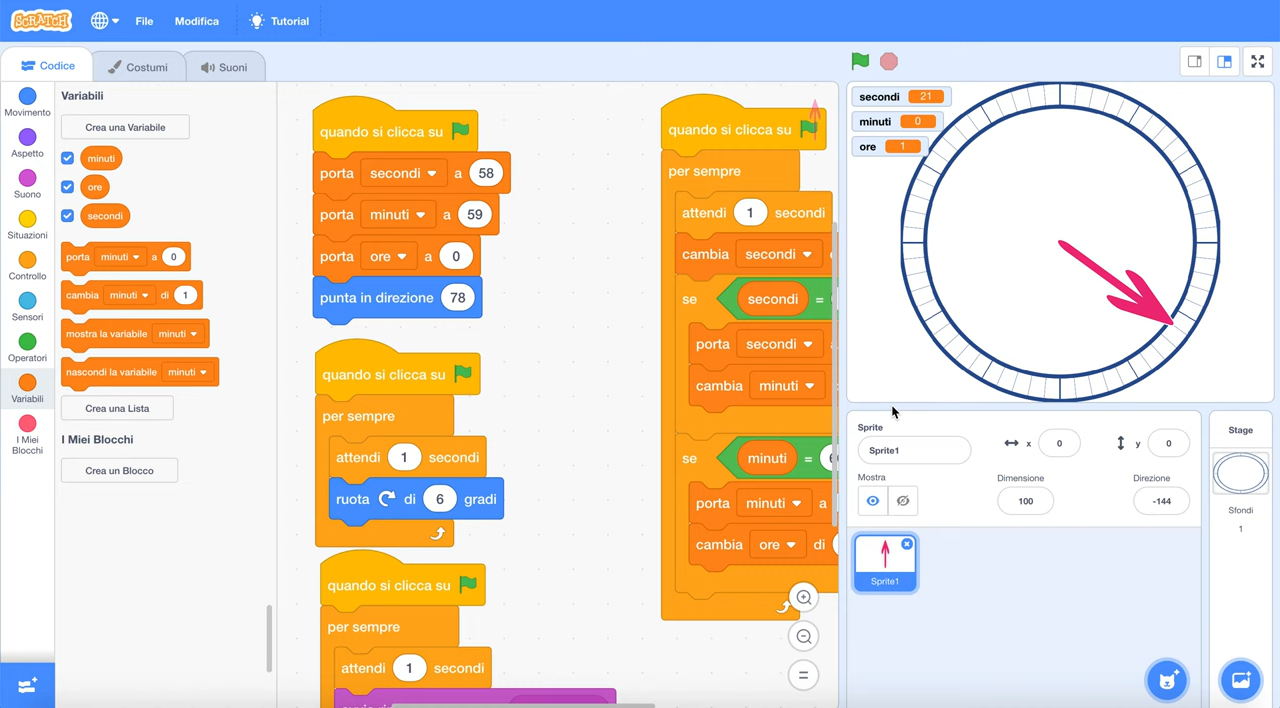 SCRATCH
File
Modifica
Tutorial
Codice
Costumi
Suoni
Movimento
Aspetto
Suono
Situazioni
Controllo
Sensori
Operatori
Variabili
I Miei
Blocchi
Variabili
Crea una Variabile
minuti
ore
secondi
porta minuti a 0
cambia minuti di 1
mostra la variabile minuti
nascondi la variabile minuti
Crea una Lista
I Miei Blocchi
Crea un Blocco
quando si clicca su
porta secondi a 58
porta minuti a 59
porta ore a 0
punta in direzione 78
quando si clicca su
per sempre
attendi 1 secondi
ruota di 6 gradi
quando si clicca su
per sempre
attendi 1 secondi
quando si clicca su
per sempre
attendi 1 secondi
cambia secondi
se secondi =
porta secondi
cambia minuti
se minuti =
porta minuti a
cambia ore di
secondi 21
minuti 0
ore 1
Sprite
Sprite1
x 0
y 0
Mostra
Dimensione
100
Direzione
-144
Sprite1
Stage
Sfondi
1